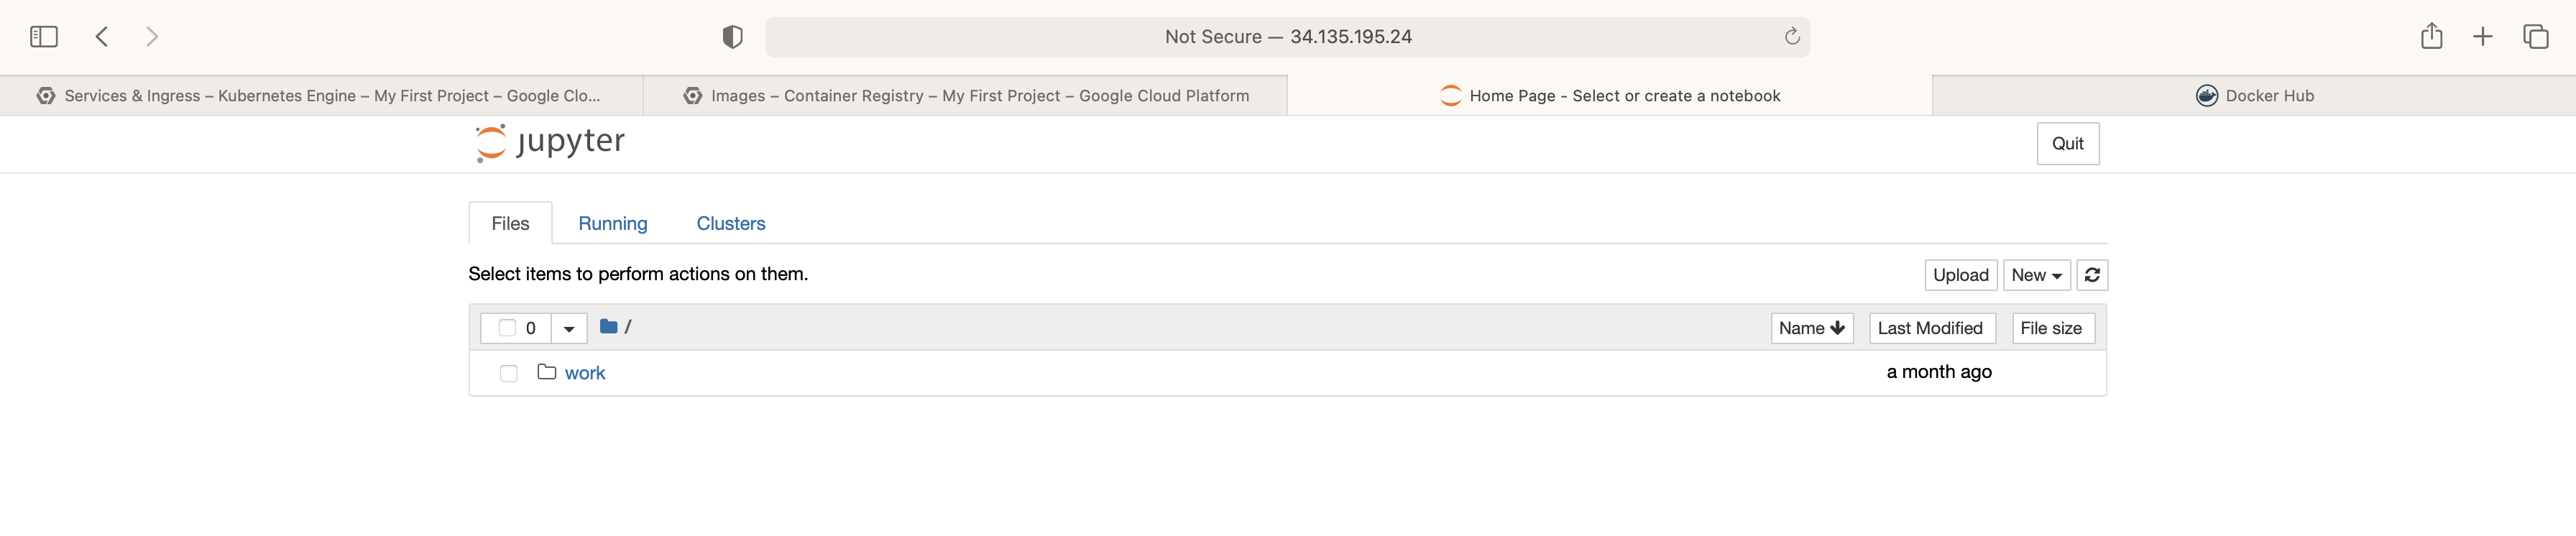 Not Secure — 34.135.195.24
Services & Ingress – Kubernetes Engine – My First Project – Google Clo...
Images – Container Registry – My First Project – Google Cloud Platform
Home Page - Select or create a notebook
Docker Hub
jupyter
Quit
Files
Running
Clusters
Select items to perform actions on them.
Upload
New
0
/
Name
Last Modified
File size
work
a month ago